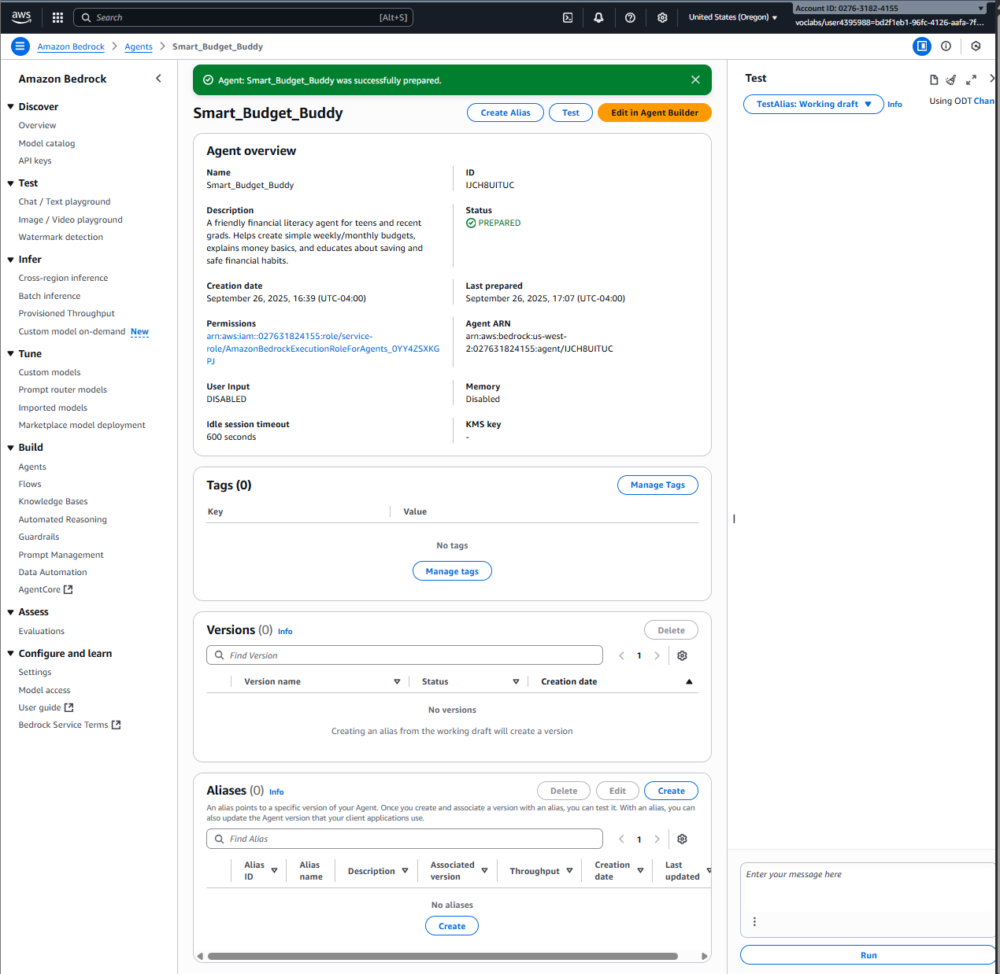 aws
Search
[Alt+S]
United States (Oregon)
Account ID: 0276-3182-4155
voclabs/user4395988=bd2f1eb1-96fc-4126-aafa-7f...
Amazon Bedrock
Agents
Smart_Budget_Buddy
Amazon Bedrock
Discover
Overview
Model catalog
API keys
Test
Chat / Text playground
Image / Video playground
Watermark detection
Infer
Cross-region inference
Batch inference
Provisioned Throughput
Custom model on-demand New
Tune
Custom models
Prompt router models
Imported models
Marketplace model deployment
Build
Agents
Flows
Knowledge Bases
Automated Reasoning
Guardrails
Prompt Management
Data Automation
AgentCore
Assess
Evaluations
Configure and learn
Settings
Model access
User guide
Bedrock Service Terms
Agent: Smart_Budget_Buddy was successfully prepared.
Smart_Budget_Buddy
Create Alias
Test
Edit in Agent Builder
Agent overview
Name
Smart_Budget_Buddy
ID
IJCH8UITUC
Description
A friendly financial literacy agent for teens and recent
grads. Helps create simple weekly/monthly budgets,
explains money basics, and educates about saving and
safe financial habits.
Status
PREPARED
Creation date
September 26, 2025, 16:39 (UTC-04:00)
Last prepared
September 26, 2025, 17:07 (UTC-04:00)
Permissions
arn:aws:iam::027631824155:role/service-
role/AmazonBedrockExecutionRoleForAgents_0YY4ZSXKG
PJ
Agent ARN
arn:aws:bedrock:us-west-
2:027631824155:agent/IJCH8UITUC
User Input
DISABLED
Memory
Disabled
Idle session timeout
600 seconds
KMS key
-
Tags (0)
Manage Tags
Key
Value
No tags
Manage tags
Versions (0) Info
Delete
Find Version
1
Version name
Status
Creation date
No versions
Creating an alias from the working draft will create a version
Aliases (0) Info
Delete
Edit
Create
An alias points to a specific version of your Agent. Once you create and associate a version with an alias, you can test it. With an alias, you can
also update the Agent version that your client applications use.
Find Alias
1
Alias
ID
Alias
name
Description
Associated
version
Throughput
Creation
date
Last
updated
No aliases
Create
Test
TestAlias: Working draft
Info
Using ODT Chan
Enter your message here
Run